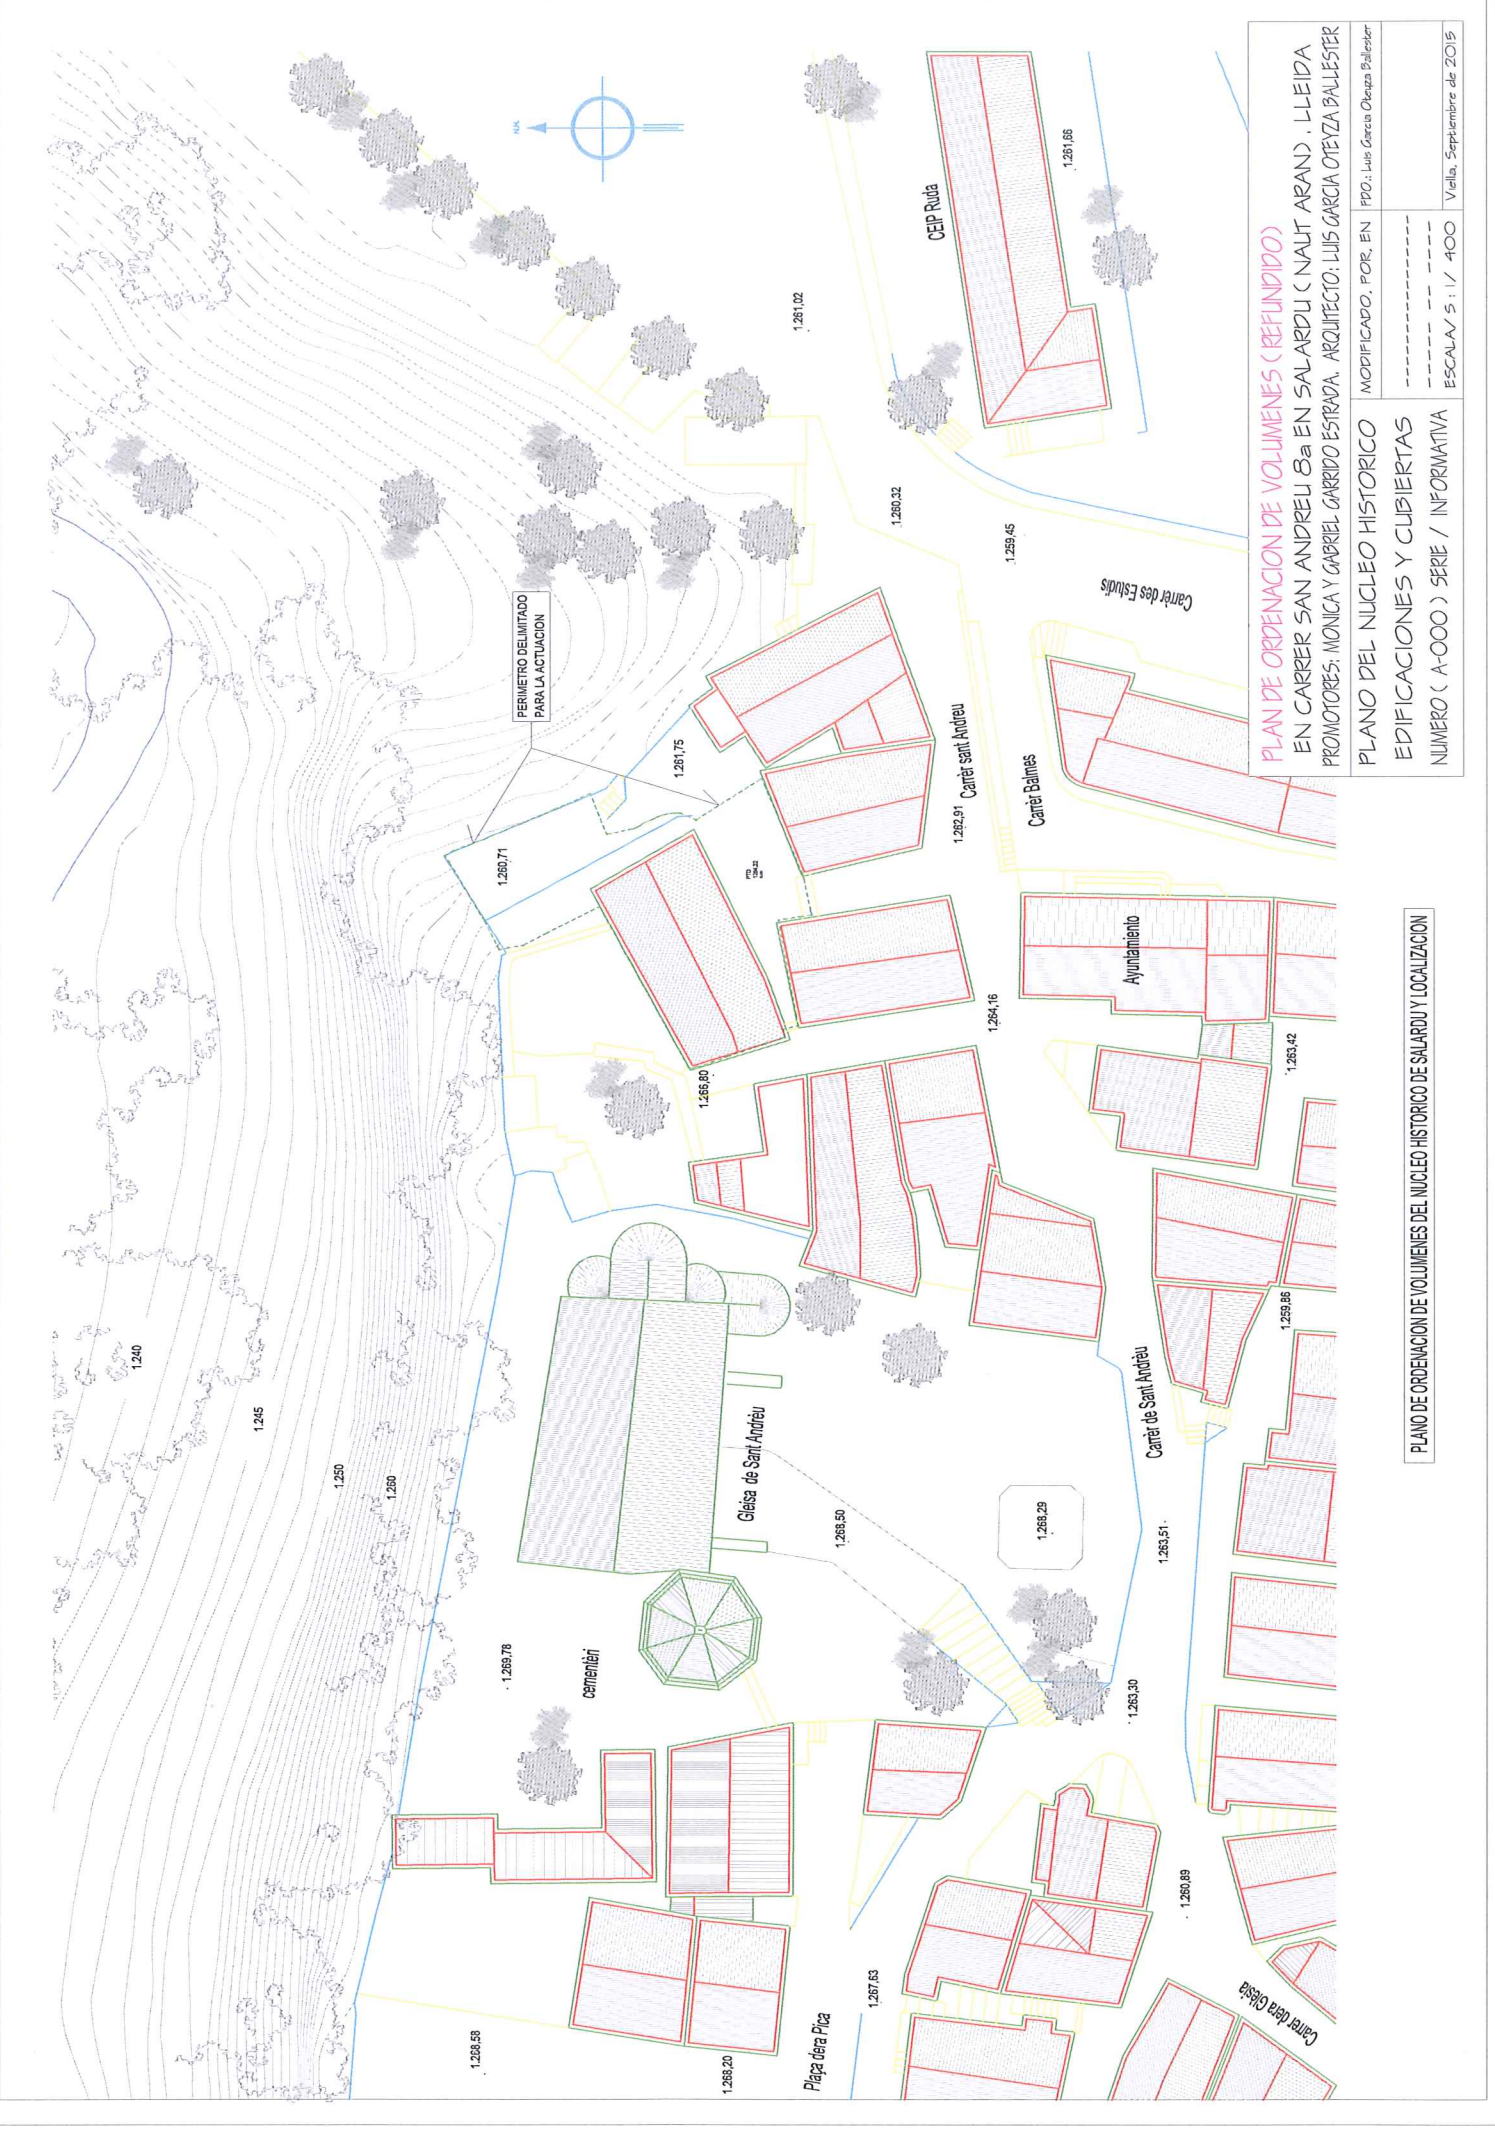 N.M.
CEIP Ruda
1.261,66
1.261,02
1.260,32
1.259,45
Carrèr des Estudis
PERIMETRO DELIMITADO
PARA LA ACTUACION
1.261,75
1.260,71
Carrèr sant Andreu
1.262,91
Carrèr Balmes
Ayuntamiento
1.264,16
1.263,42
1.266,80
1.240
1.245
1.250
1.260
Gleisa de Sant Andrèu
1.268,50
1.268,29
Carrèr de Sant Andrèu
1.259,86
1.263,51
1.269,78
cementèri
1.263,30
1.260,89
1.267,63
Carrer dera Glèsia
1.268,58
1.268,20
Plaça dera Pica
PLAN DE ORDENACION DE VOLUMENES (REFUNDIDO)
EN CARRER SAN ANDREU 8a EN SALARDU ( NAUT ARAN) . LLEIDA
PROMOTORES: MONICA Y GABRIEL GARRIDO ESTRADA. ARQUITECTO: LUIS GARCIA OTEYZA BALLESTER
PLANO DEL NUCLEO HISTORICO
EDIFICACIONES Y CUBIERTAS
NUMERO ( A-000 ) SERIE / INFORMATIVA
MODIFICADO. POR. EN
ESCALA/ S : 1 / 400
FDO.: Luis Garcia Oteyza Ballester
Viella, Septiembre de 2015
PLANO DE ORDENACION DE VOLUMENES DEL NUCLEO HISTORICO DE SALARDU Y LOCALIZACION